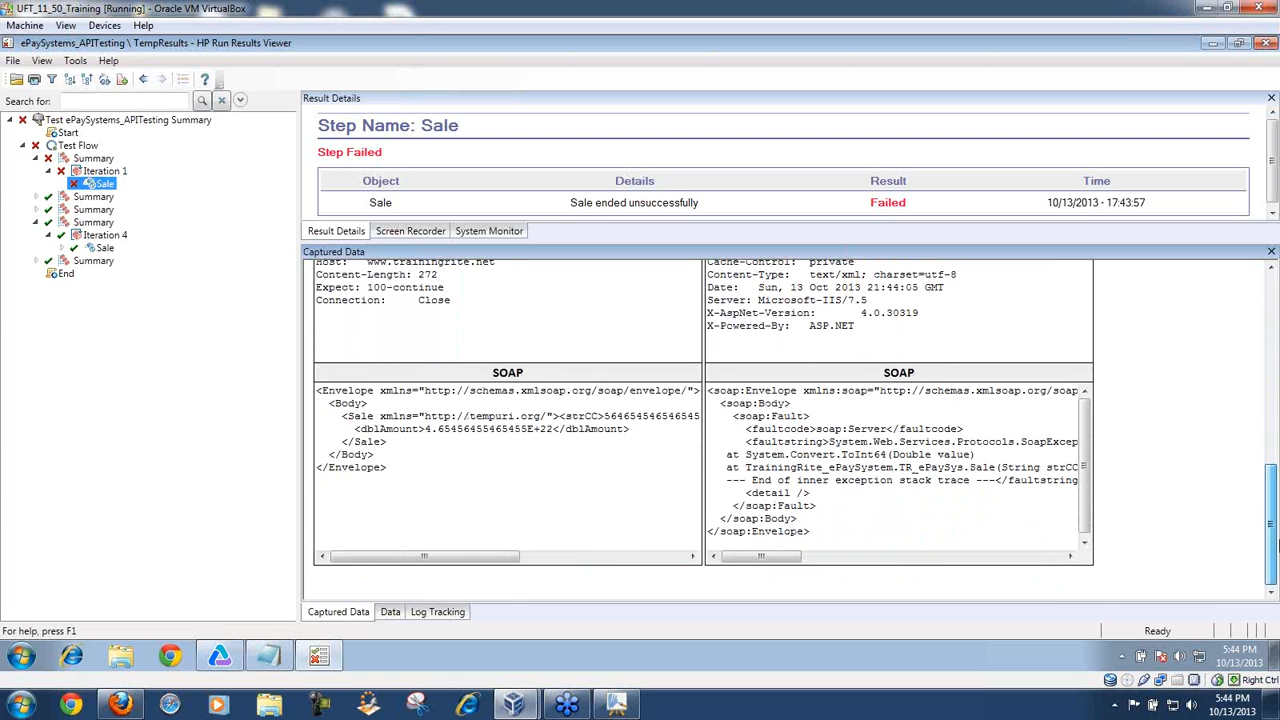 UFT_11_50_Training [Running] - Oracle VM VirtualBox
Machine View Devices Help
ePaySystems_APITesting \ TempResults - HP Run Results Viewer
File View Tools Help
Search for:
Test ePaySystems_APITesting Summary
Start
Test Flow
Summary
Iteration 1
Sale
Summary
Summary
Summary
Iteration 4
Sale
Summary
End
Result Details
Step Name: Sale
Step Failed
Object Details Result Time
Sale Sale ended unsuccessfully Failed 10/13/2013 - 17:43:57
Result Details Screen Recorder System Monitor
Captured Data
Host: www.trainingrite.net
Content-Length: 272
Expect: 100-continue
Connection: Close
Cache-Control: private
Content-Type: text/xml; charset=utf-8
Date: Sun, 13 Oct 2013 21:44:05 GMT
Server: Microsoft-IIS/7.5
X-AspNet-Version: 4.0.30319
X-Powered-By: ASP.NET
SOAP
<Envelope xmlns="http://schemas.xmlsoap.org/soap/envelope/">
<Body>
<Sale xmlns="http://tempuri.org/"><strCC>564654546546545
<dblAmount>4.65456455465455E+22</dblAmount>
</Sale>
</Body>
</Envelope>
SOAP
<soap:Envelope xmlns:soap="http://schemas.xmlsoap.org/soap
<soap:Body>
<soap:Fault>
<faultcode>soap:Server</faultcode>
<faultstring>System.Web.Services.Protocols.SoapExcep
at System.Convert.ToInt64(Double value)
at TrainingRite_ePaySystem.TR_ePaySys.Sale(String strCC
--- End of inner exception stack trace ---</faultstring
<detail />
</soap:Fault>
</soap:Body>
</soap:Envelope>
Captured Data Data Log Tracking
For help, press F1
Ready
5:44 PM
10/13/2013
Right Ctrl
5:44 PM
10/13/2013